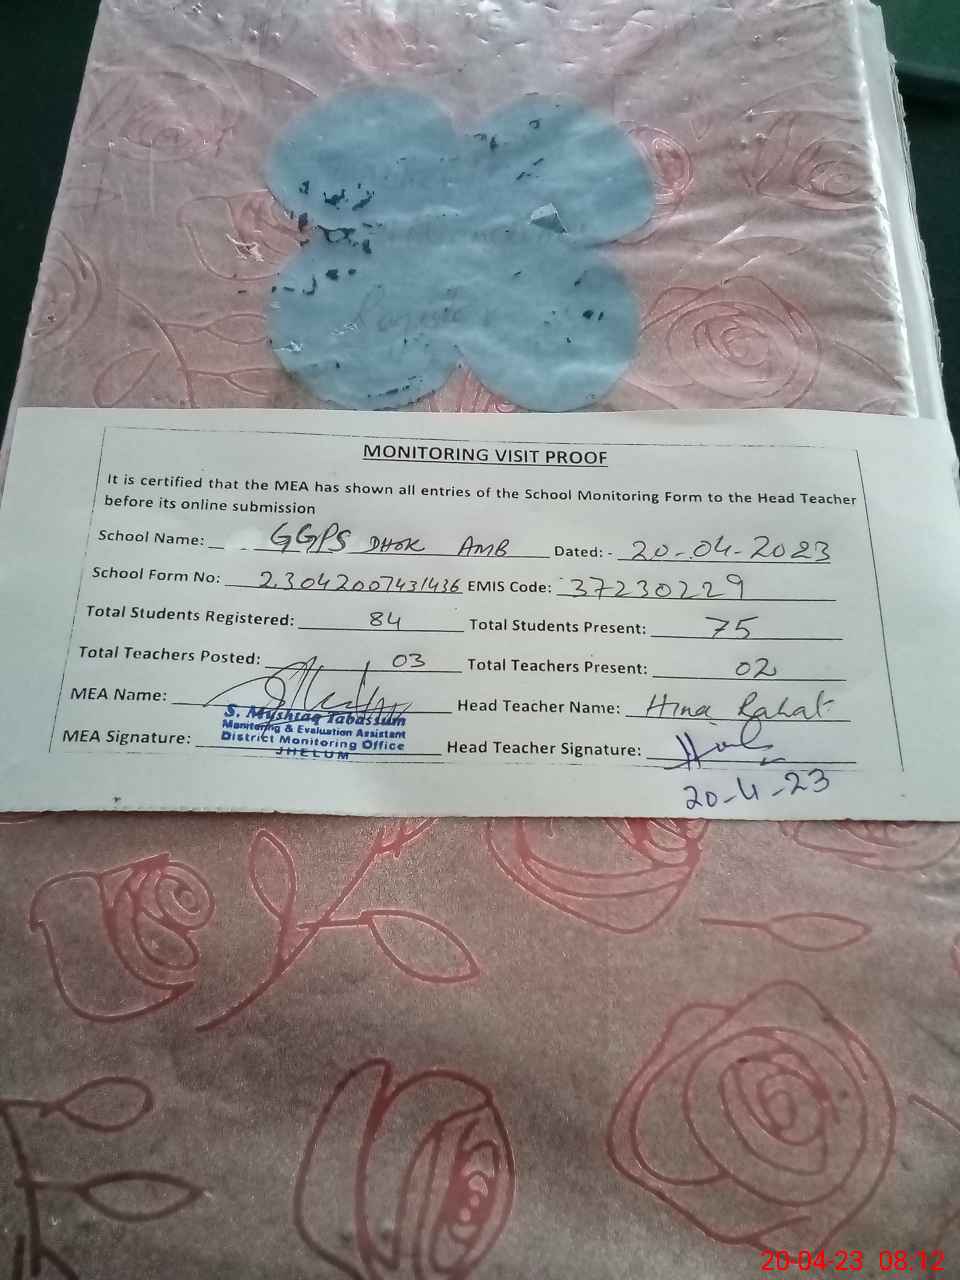 MONITORING VISIT PROOF
It is certified that the MEA has shown all entries of the School Monitoring Form to the Head Teacher
before its online submission
School Name: GGPS DHOK AMB Dated: - 20-04-2023
School Form No: 2.3042007431436 EMIS Code: 37230229
Total Students Registered: 84 Total Students Present: 75
Total Teachers Posted: 03 Total Teachers Present: 02
MEA Name: Head Teacher Name: Hina Rahat
S. Mushtaq Tabassum
Monitoring & Evaluation Assistant
District Monitoring Office
JHELUM
MEA Signature: Head Teacher Signature:
20-4-23
20-04-23 08:12